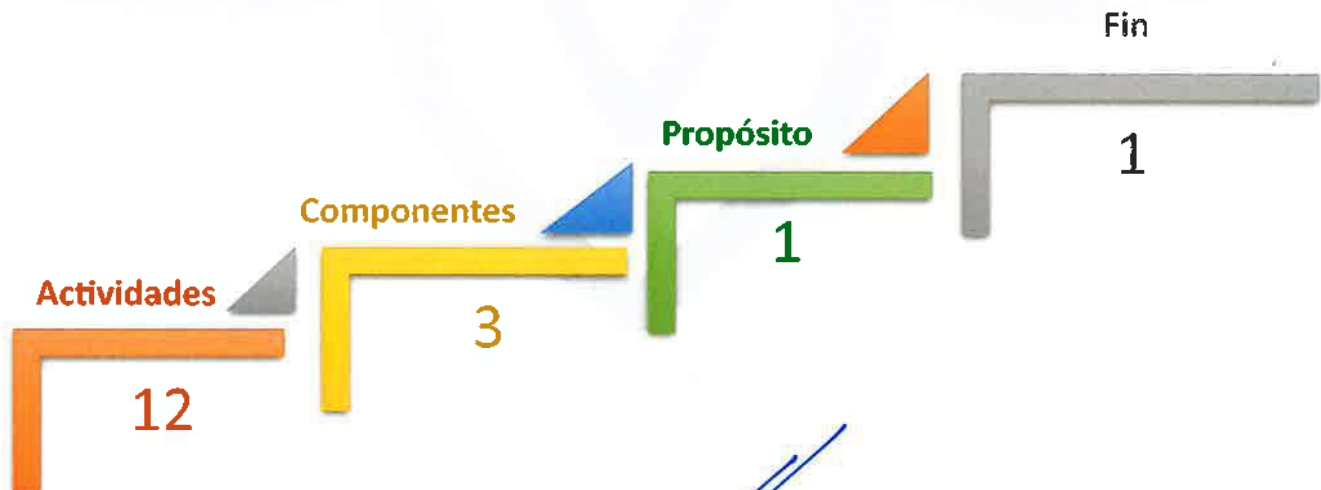 Fin
1
Propósito
1
Componentes
3
Actividades
12